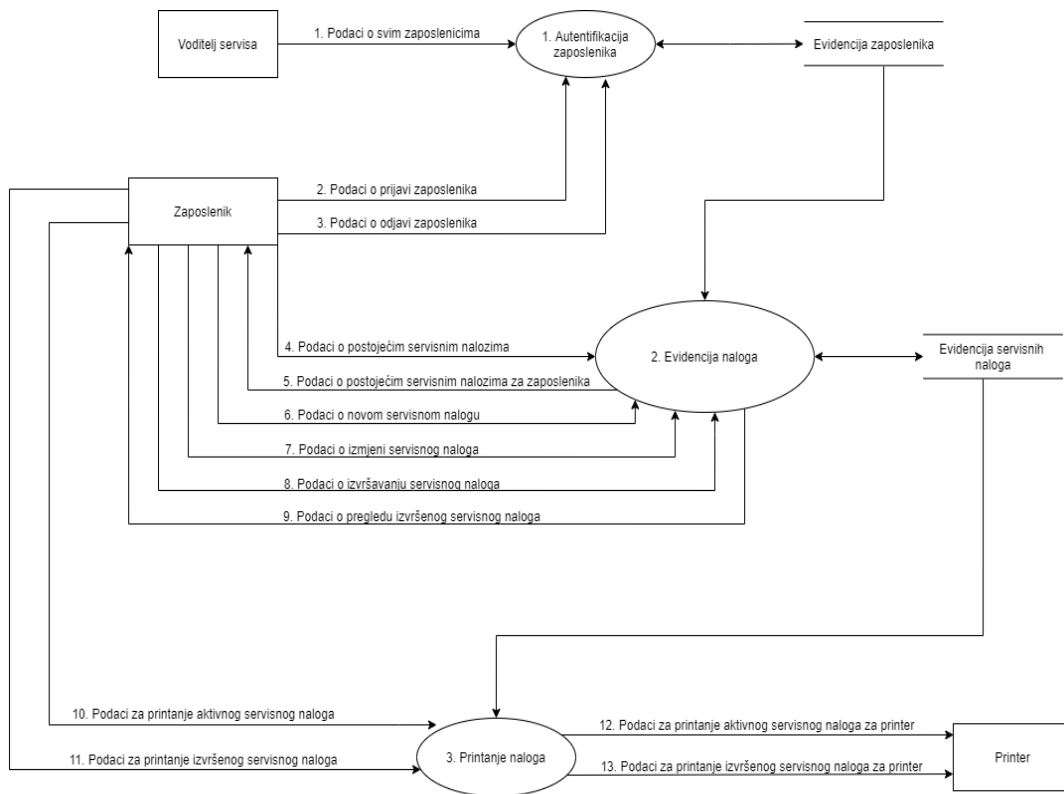 Voditelj servisa
1. Podaci o svim zaposlenicima
1. Autentifikacija
zaposlenika
Evidencija zaposlenika
Zaposlenik
2. Podaci o prijavi zaposlenika
3. Podaci o odjavi zaposlenika
4. Podaci o postojećim servisnim nalozima
2. Evidencija naloga
Evidencija servisnih
naloga
5. Podaci o postojećim servisnim nalozima za zaposlenika
6. Podaci o novom servisnom nalogu
7. Podaci o izmjeni servisnog naloga
8. Podaci o izvršavanju servisnog naloga
9. Podaci o pregledu izvršenog servisnog naloga
10. Podaci za printanje aktivnog servisnog naloga
11. Podaci za printanje izvršenog servisnog naloga
3. Printanje naloga
12. Podaci za printanje aktivnog servisnog naloga za printer
13. Podaci za printanje izvršenog servisnog naloga za printer
Printer